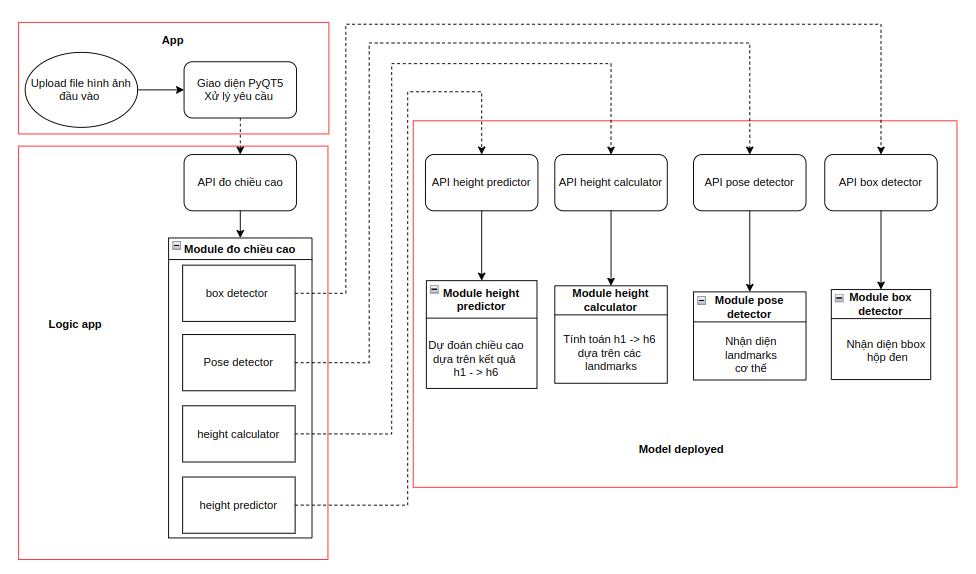 App
Upload file hình ảnh
đầu vào
Giao diện PyQT5
Xử lý yêu cầu
Logic app
API đo chiều cao
Module đo chiều cao
box detector
Pose detector
height calculator
height predictor
API height predictor
API height calculator
API pose detector
API box detector
Module height
predictor
Dự đoán chiều cao
dựa trên kết quả
h1 - > h6
Module height
calculator
Tính toán h1 -> h6
dựa trên các
landmarks
Module pose
detector
Nhận diện
landmarks
cơ thể
Module box
detector
Nhận diện bbox
hộp đen
Model deployed